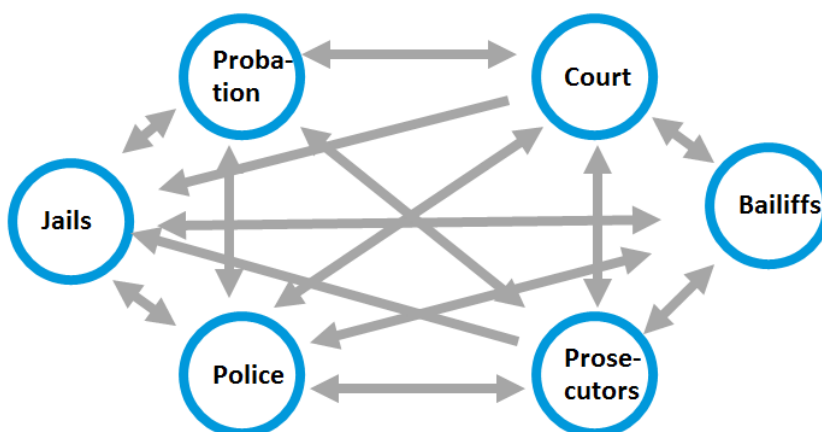 Proba-
tion
Court
Jails
Bailiffs
Police
Prose-
cutors